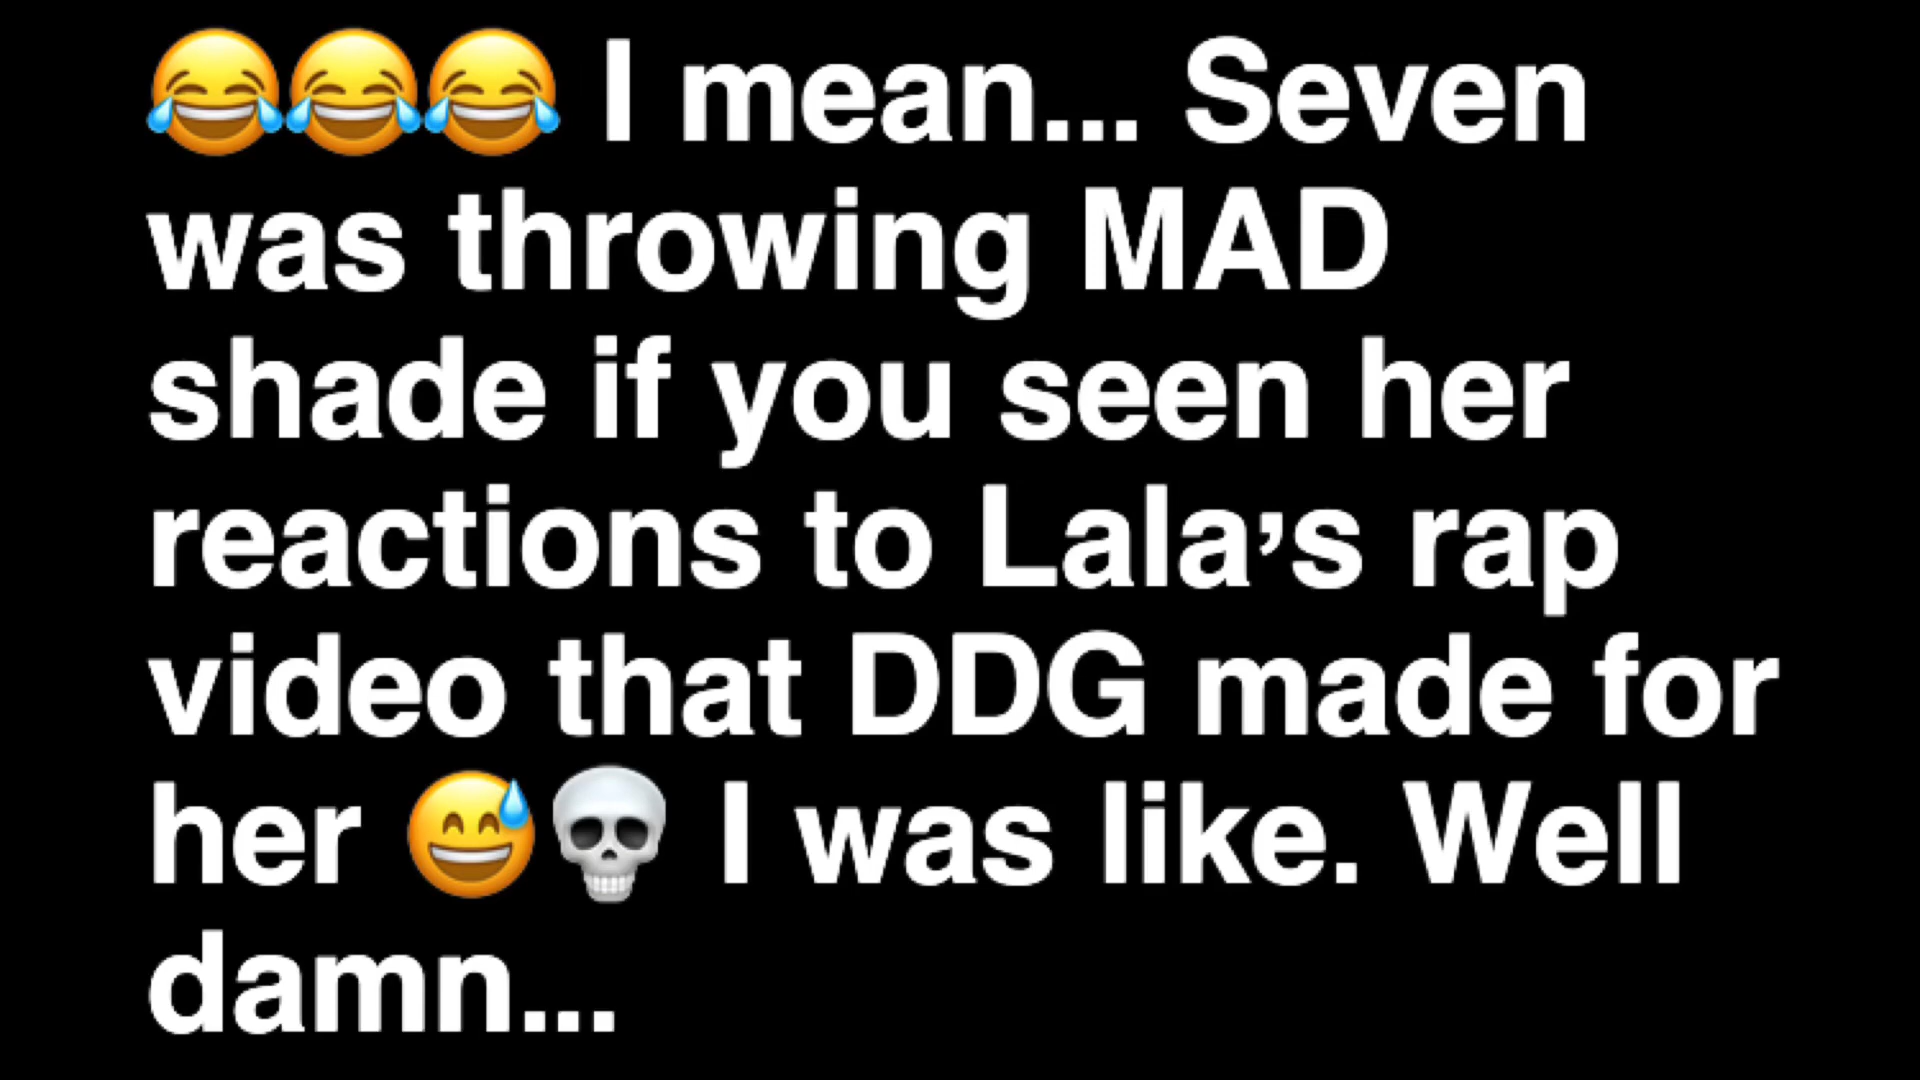 😂😂😂 I mean... Seven
was throwing MAD
shade if you seen her
reactions to Lala’s rap
video that DDG made for
her 😅💀 I was like. Well
damn...